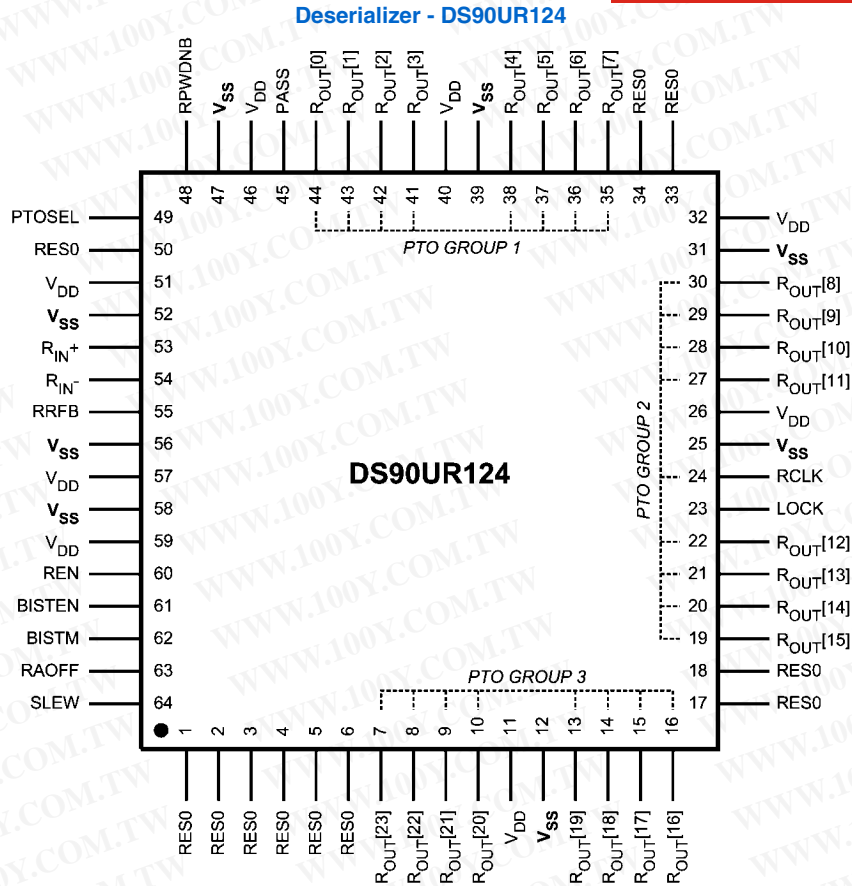 Deserializer - DS90UR124
RPWDNB
VSS
VDD
PASS
ROUT[0]
ROUT[1]
ROUT[2]
ROUT[3]
VDD
VSS
ROUT[4]
ROUT[5]
ROUT[6]
ROUT[7]
RES0
RES0
48 47 46 45 44 43 42 41 40 39 38 37 36 35 34 33
PTO GROUP 1
PTOSEL 49
RES0 50
VDD 51
VSS 52
RIN+ 53
RIN- 54
RRFB 55
VSS 56
VDD 57
VSS 58
VDD 59
REN 60
BISTEN 61
BISTM 62
RAOFF 63
SLEW 64
DS90UR124
32 VDD
31 VSS
30 ROUT[8]
29 ROUT[9]
28 ROUT[10]
27 ROUT[11]
26 VDD
25 VSS
24 RCLK
23 LOCK
22 ROUT[12]
21 ROUT[13]
20 ROUT[14]
19 ROUT[15]
18 RES0
17 RES0
PTO GROUP 2
PTO GROUP 3
1 2 3 4 5 6 7 8 9 10 11 12 13 14 15 16
RES0
RES0
RES0
RES0
RES0
RES0
ROUT[23]
ROUT[22]
ROUT[21]
ROUT[20]
VDD
VSS
ROUT[19]
ROUT[18]
ROUT[17]
ROUT[16]
WWW.100Y.COM.TW